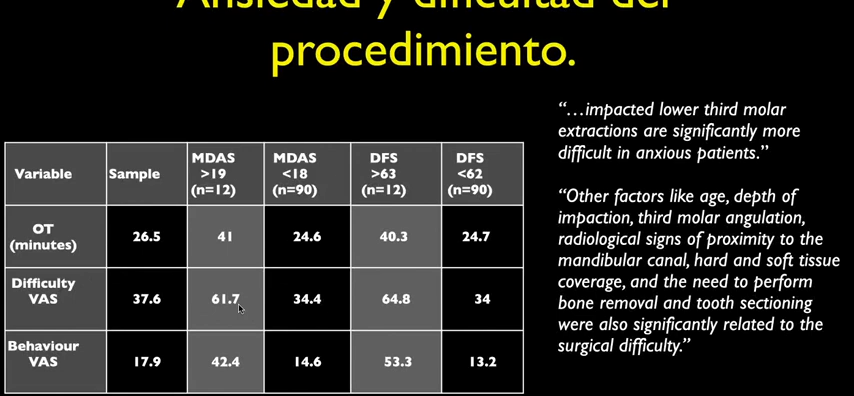 Ansiedad y dificultad del
procedimiento.
Variable Sample MDAS >19 (n=12) MDAS <18 (n=90) DFS >63 (n=12) DFS <62 (n=90)
OT (minutes) 26.5 41 24.6 40.3 24.7
Difficulty VAS 37.6 61.7 34.4 64.8 34
Behaviour VAS 17.9 42.4 14.6 53.3 13.2
“…impacted lower third molar
extractions are significantly more
difficult in anxious patients.”
“Other factors like age, depth of
impaction, third molar angulation,
radiological signs of proximity to the
mandibular canal, hard and soft tissue
coverage, and the need to perform
bone removal and tooth sectioning
were also significantly related to the
surgical difficulty.”